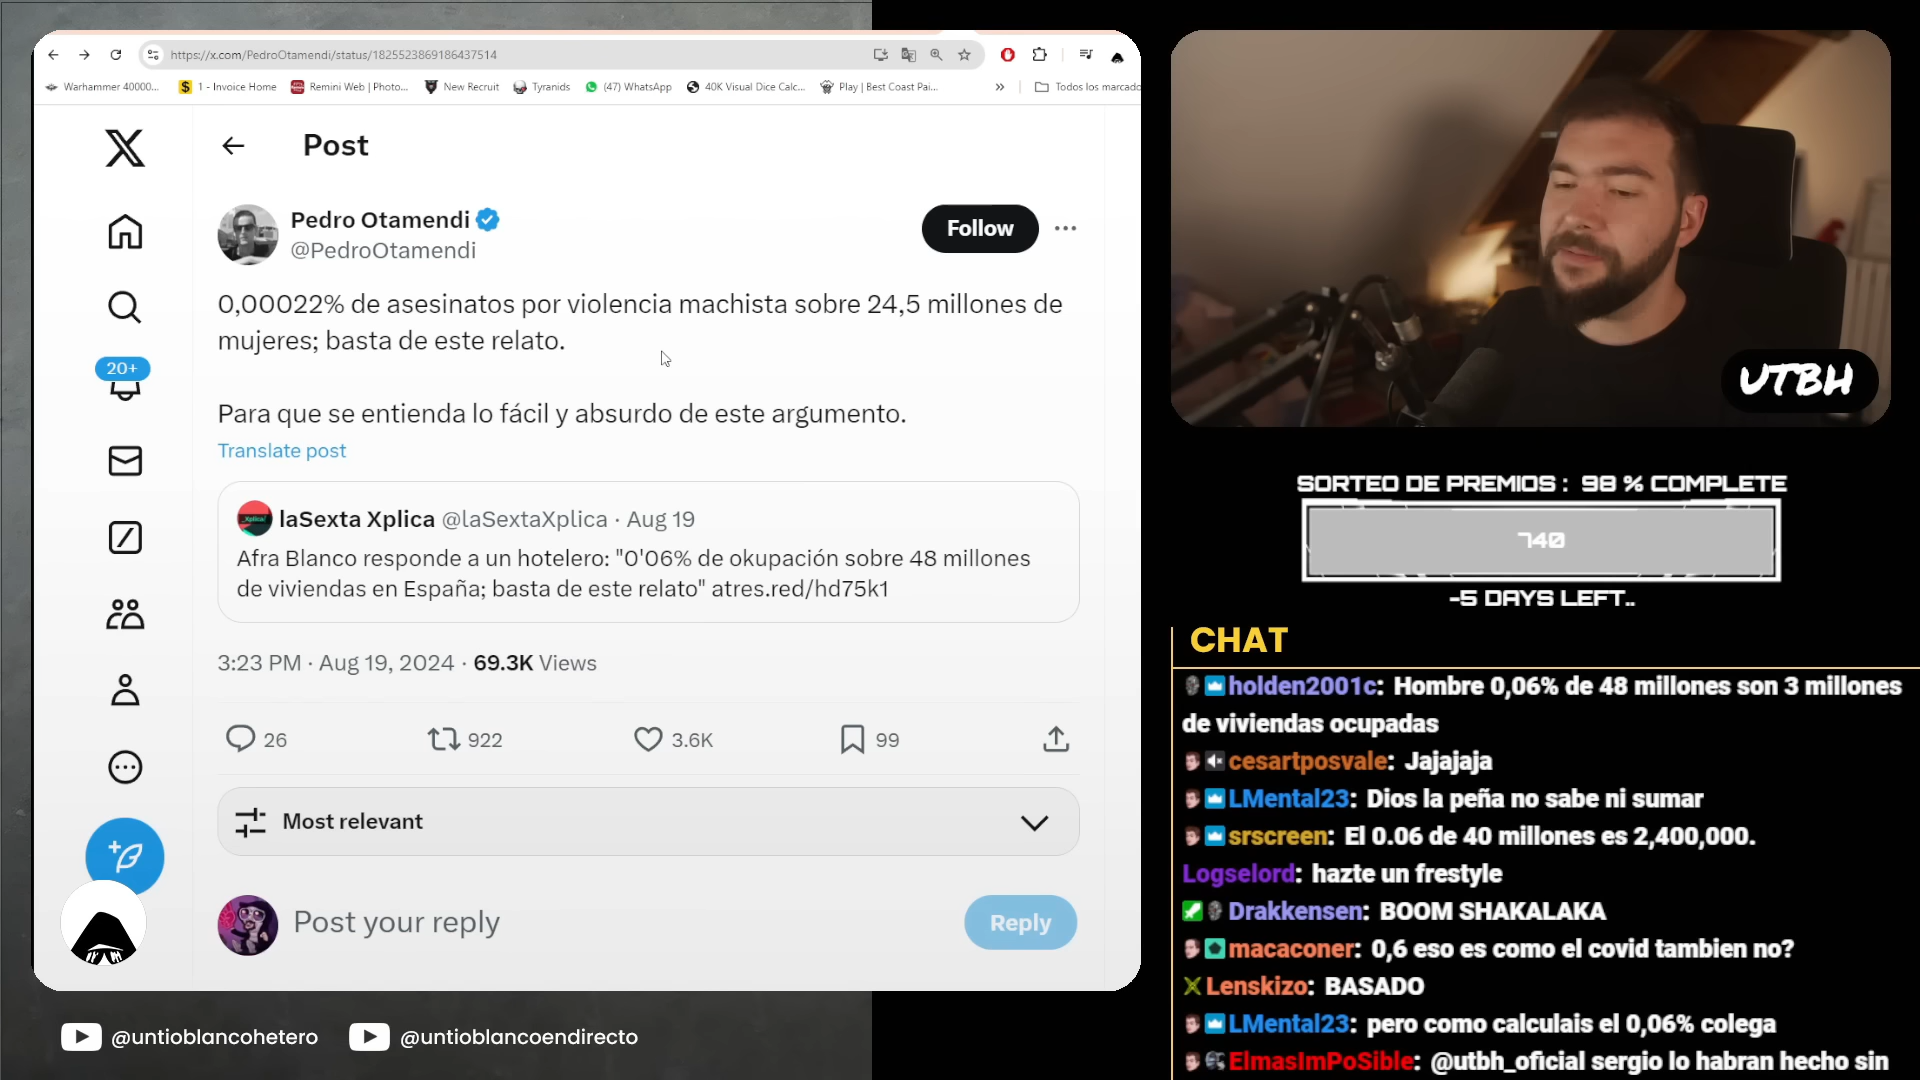 https://x.com/PedroOtamendi/status/1825523869186437514
Warhammer 40000...
1 - Invoice Home
Remini Web | Photo...
New Recruit
Tyranids
(47) WhatsApp
40K Visual Dice Calc...
Play | Best Coast Pai...
»
Todos los marcado
Post
Pedro Otamendi
@PedroOtamendi
Follow
0,00022% de asesinatos por violencia machista sobre 24,5 millones de
mujeres; basta de este relato.
Para que se entienda lo fácil y absurdo de este argumento.
Translate post
laSexta Xplica @laSextaXplica · Aug 19
Afra Blanco responde a un hotelero: "0'06% de okupación sobre 48 millones
de viviendas en España; basta de este relato" atres.red/hd75k1
3:23 PM · Aug 19, 2024 · 69.3K Views
26
922
3.6K
99
Most relevant
Post your reply
Reply
20+
@untioblancohetero
@untioblancoendirecto
UTBH
SORTEO DE PREMIOS : 98 % COMPLETE
740
-5 DAYS LEFT..
CHAT
holden2001c: Hombre 0,06% de 48 millones son 3 millones
de viviendas ocupadas
cesartposvale: Jajajaja
LMental23: Dios la peña no sabe ni sumar
srscreen: El 0.06 de 40 millones es 2,400,000.
Logselord: hazte un frestyle
Drakkensen: BOOM SHAKALAKA
macaconer: 0,6 eso es como el covid tambien no?
Lenskizo: BASADO
LMental23: pero como calculais el 0,06% colega
ElmasImPoSible: @utbh_oficial sergio lo habran hecho sin